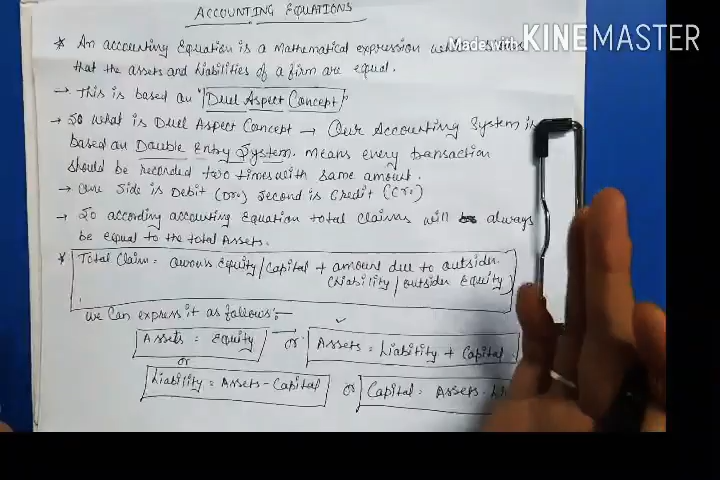 ACCOUNTING EQUATIONS
* An accounting Equation is a Mathematical expression which
Made with KINEMASTER
that the assets and liabilities of a firm are equal.
→ This is based an "Duel Aspect Concept"
→ So what is Duel Aspect Concept → Our Accounting System is
based an Double Entry System. Means every transaction
should be recorded two times with same amount.
→ One Side is Debit (Dr.) Second is Credit (Cr.)
→ So according accounting Equation total claims will always
be equal to the total Assets.
* Total Claim = Owours Equity/Capital + amount due to outsider.
(liability/outsider Equity)
we Can Express it as follows:-
Assets = Equity or Assets = Liability + Capital
or
Liability = Assets - Capital or Capital = Assets - Li